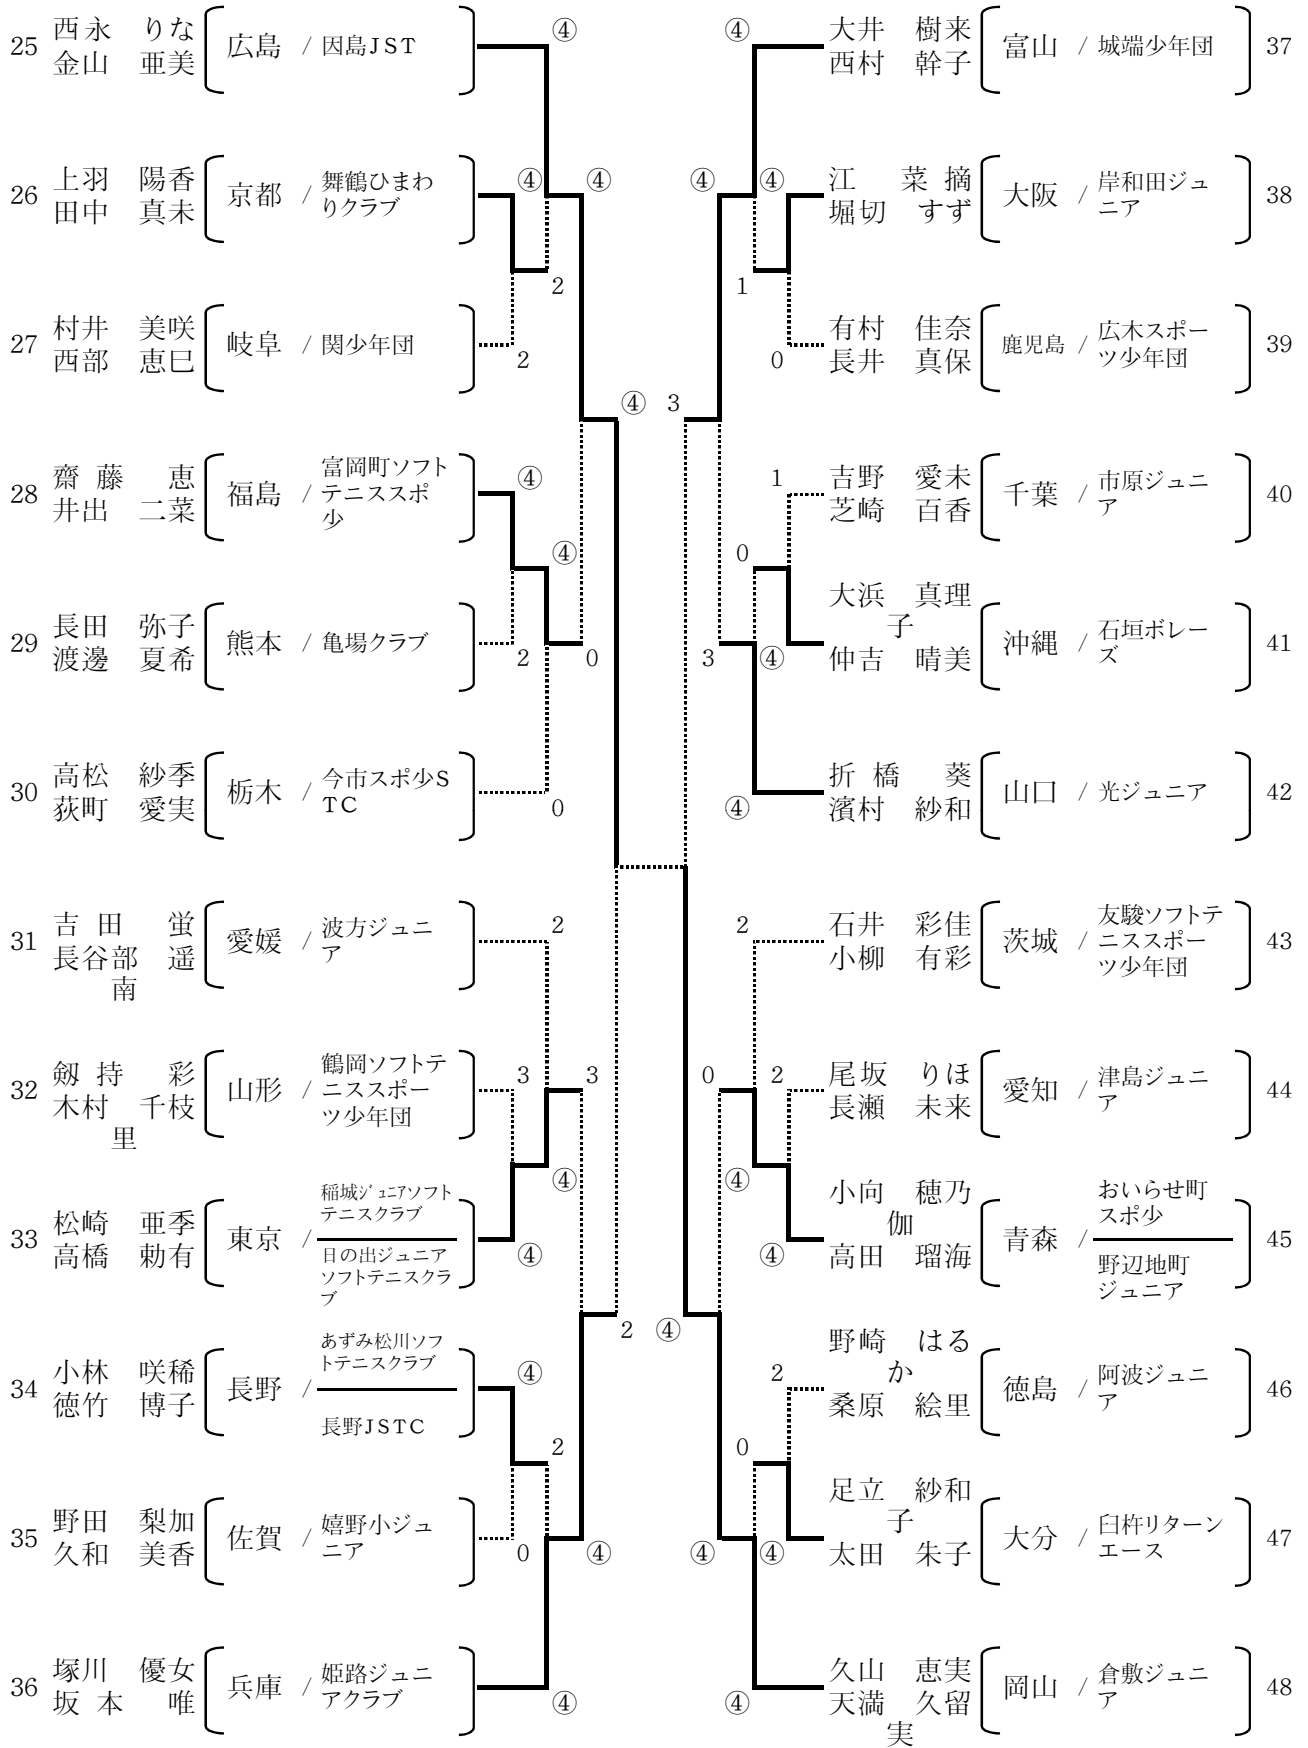 25 西永 りな 広島 / 因島JST
金山 亜美
④
26 上羽 陽香 京都 / 舞鶴ひまわ
田中 真未 りクラブ
④ ④
2
27 村井 美咲 岐阜 / 関少年団
西部 恵巳
2
④
28 齋藤 恵 福島 / 富岡町ソフト
井出 二菜 テニススポ
少
④
④
29 長田 弥子 熊本 / 亀場クラブ
渡邊 夏希
2 0
30 高松 紗季 栃木 / 今市スポ少S
荻町 愛実 TC
0
31 吉田 蛍 愛媛 / 波方ジュニ
長谷部 遥 ア
南
2
32 剱持 彩 山形 / 鶴岡ソフトテ
木村 千枝 ニススポー
里 ツ少年団
3 3
④
33 松崎 亜季 東京 / 稲城ジュニアソフト
高橋 勅有 テニスクラブ
日の出ジュニア
ソフトテニスクラ
ブ
④
2
34 小林 咲稀 長野 / あずみ松川ソフ
徳竹 博子 トテニスクラブ
長野JSTC
④
2
35 野田 梨加 佐賀 / 嬉野小ジュ
久和 美香 ニア
0 ④
36 塚川 優女 兵庫 / 姫路ジュニ
坂本 唯 アクラブ
④
④
大井 樹来 富山 / 城端少年団 37
西村 幹子
④ ④
江 菜摘 大阪 / 岸和田ジュ 38
堀切 すず ニア
1
有村 佳奈 鹿児島 / 広木スポー 39
長井 真保 ツ少年団
0
3
1
吉野 愛未 千葉 / 市原ジュニ 40
芝崎 百香 ア
0
大浜 真理 沖縄 / 石垣ボレー 41
子 ズ
仲吉 晴美
3 ④
折橋 葵 山口 / 光ジュニア 42
濱村 紗和
④
2
石井 彩佳 茨城 / 友駿ソフトテ 43
小柳 有彩 ニススポー
ツ少年団
0 2
尾坂 りほ 愛知 / 津島ジュニ 44
長瀬 未来 ア
④
小向 穂乃 青森 / おいらせ町 45
伽 スポ少
高田 瑠海 野辺地町
ジュニア
④
④
野崎 はる 徳島 / 阿波ジュニ 46
か ア
桑原 絵里
2
0
足立 紗和 大分 / 臼杵リターン 47
子 エース
太田 朱子
④ ④
久山 恵実 岡山 / 倉敷ジュニ 48
天満 久留 ア
実
④